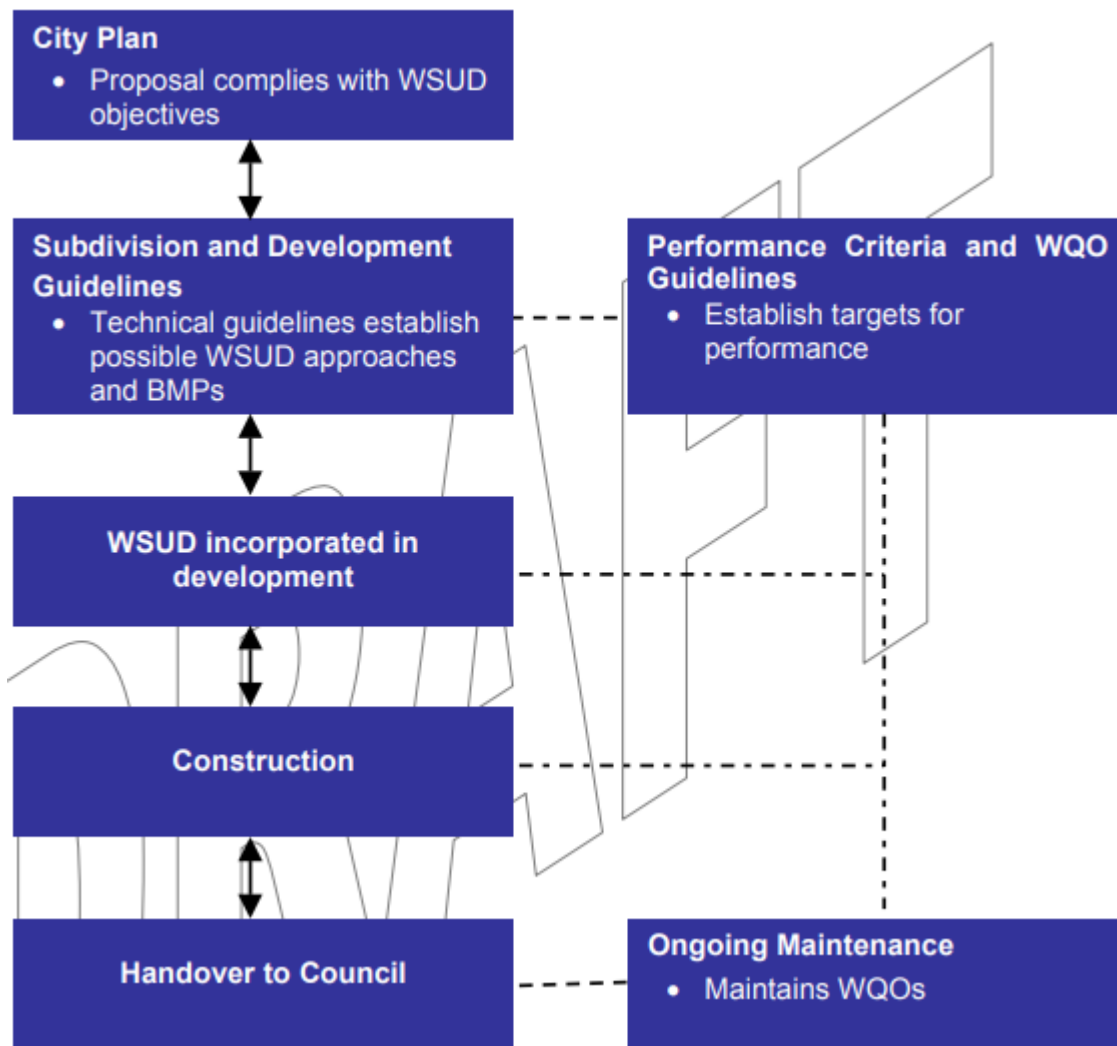 City Plan
• Proposal complies with WSUD
objectives
Subdivision and Development
Guidelines
• Technical guidelines establish
possible WSUD approaches
and BMPs
Performance Criteria and WQO
Guidelines
• Establish targets for
performance
WSUD incorporated in
development
Construction
Handover to Council
Ongoing Maintenance
• Maintains WQOs
DRAFT